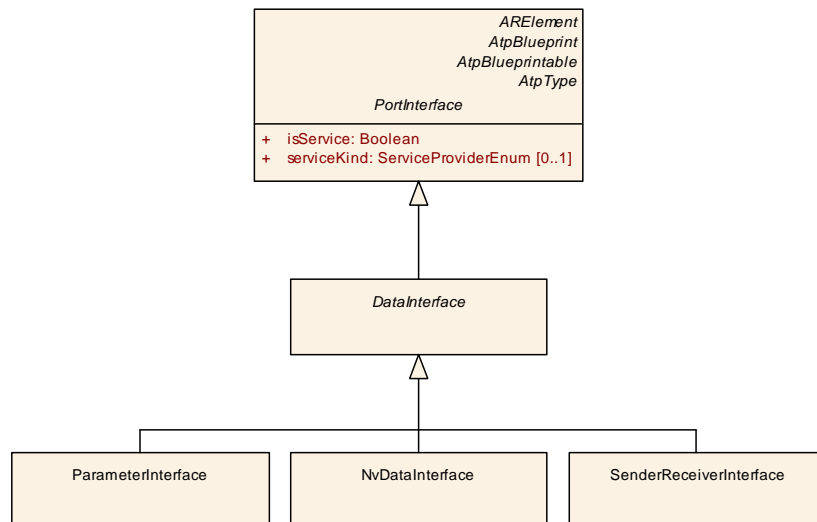 ARElement
AtpBlueprint
AtpBlueprintable
AtpType
PortInterface
+ isService: Boolean
+ serviceKind: ServiceProviderEnum [0..1]
DataInterface
ParameterInterface
NvDataInterface
SenderReceiverInterface